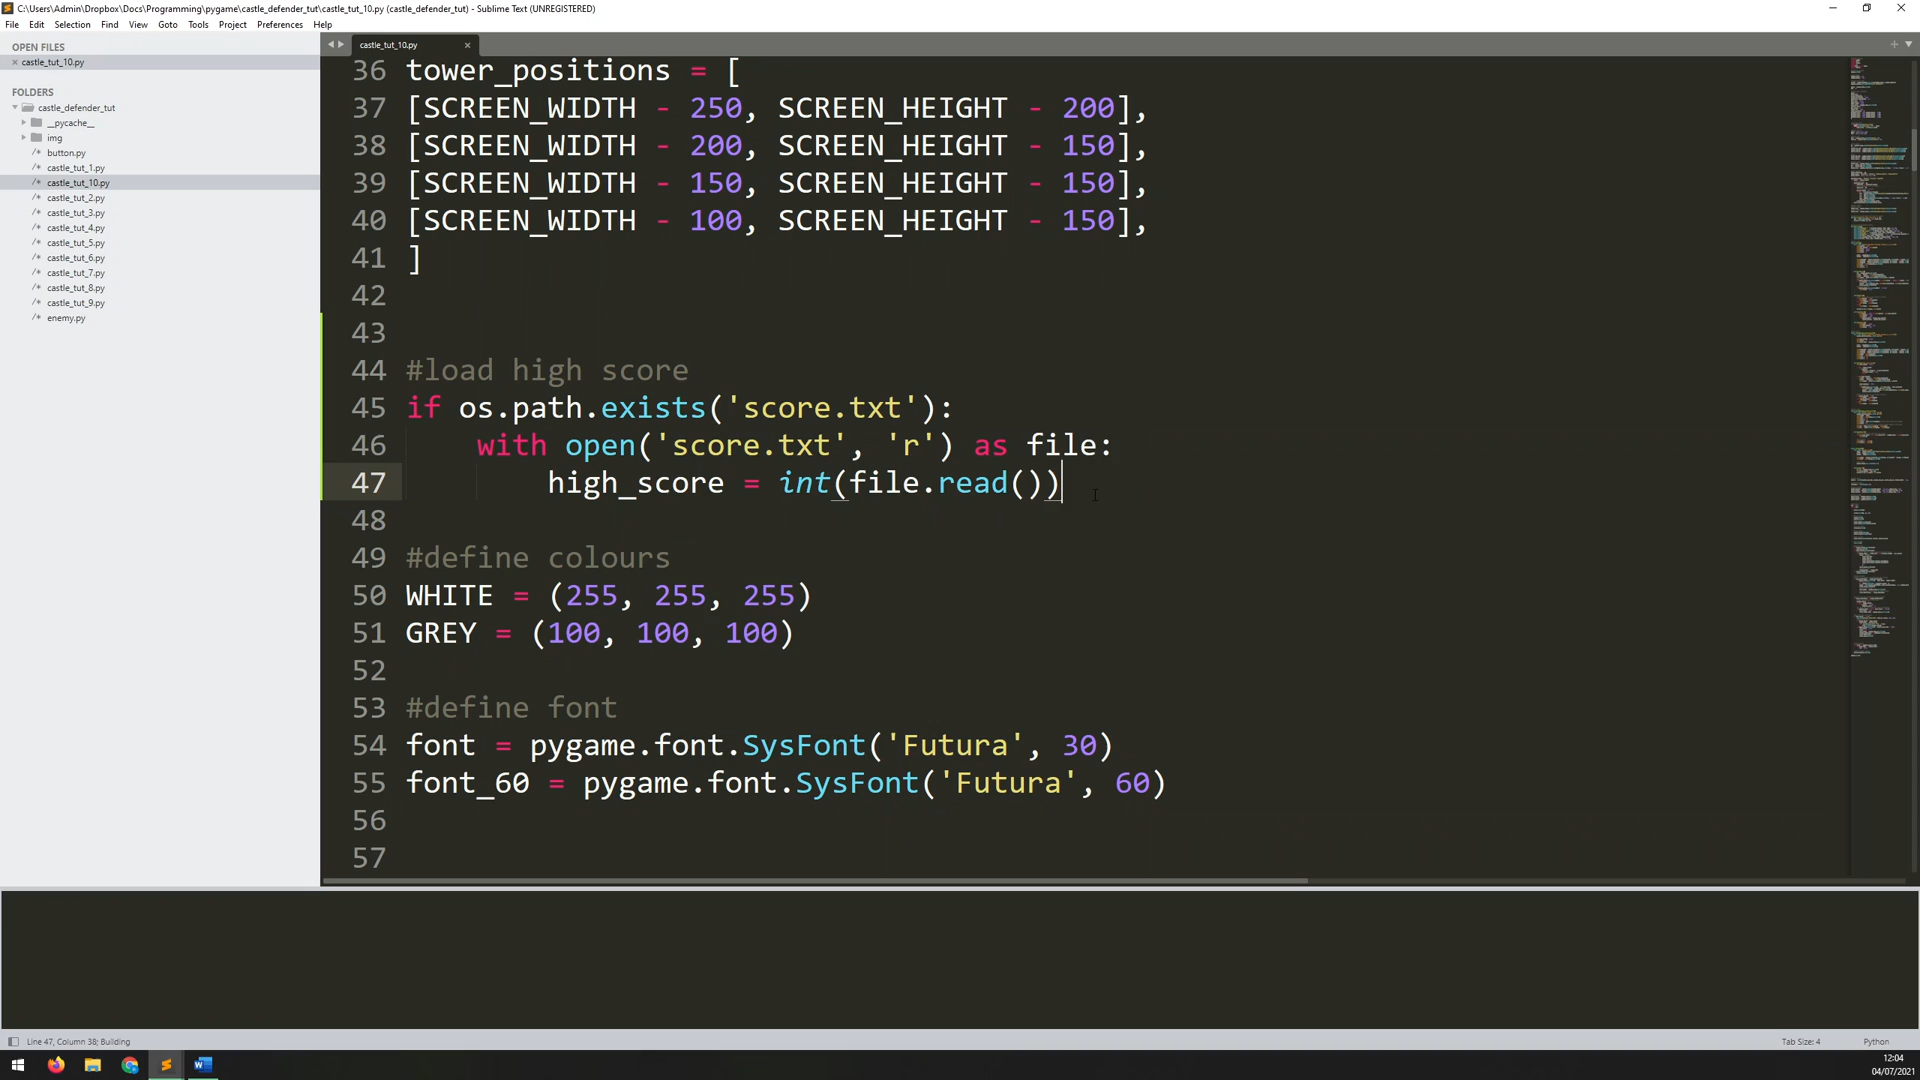 C:\Users\Admin\Dropbox\Docs\Programming\pygame\castle_defender_tut\castle_tut_10.py (castle_defender_tut) - Sublime Text (UNREGISTERED)
File Edit Selection Find View Goto Tools Project Preferences Help
OPEN FILES
castle_tut_10.py
FOLDERS
castle_defender_tut
__pycache__
img
button.py
castle_tut_1.py
castle_tut_10.py
castle_tut_2.py
castle_tut_3.py
castle_tut_4.py
castle_tut_5.py
castle_tut_6.py
castle_tut_7.py
castle_tut_8.py
castle_tut_9.py
enemy.py
castle_tut_10.py
36 tower_positions = [
37 [SCREEN_WIDTH - 250, SCREEN_HEIGHT - 200],
38 [SCREEN_WIDTH - 200, SCREEN_HEIGHT - 150],
39 [SCREEN_WIDTH - 150, SCREEN_HEIGHT - 150],
40 [SCREEN_WIDTH - 100, SCREEN_HEIGHT - 150],
41 ]
42
43
44 #load high score
45 if os.path.exists('score.txt'):
46 with open('score.txt', 'r') as file:
47 high_score = int(file.read())
48
49 #define colours
50 WHITE = (255, 255, 255)
51 GREY = (100, 100, 100)
52
53 #define font
54 font = pygame.font.SysFont('Futura', 30)
55 font_60 = pygame.font.SysFont('Futura', 60)
56
57
Line 47, Column 38; Building
Tab Size: 4
Python
12:04
04/07/2021